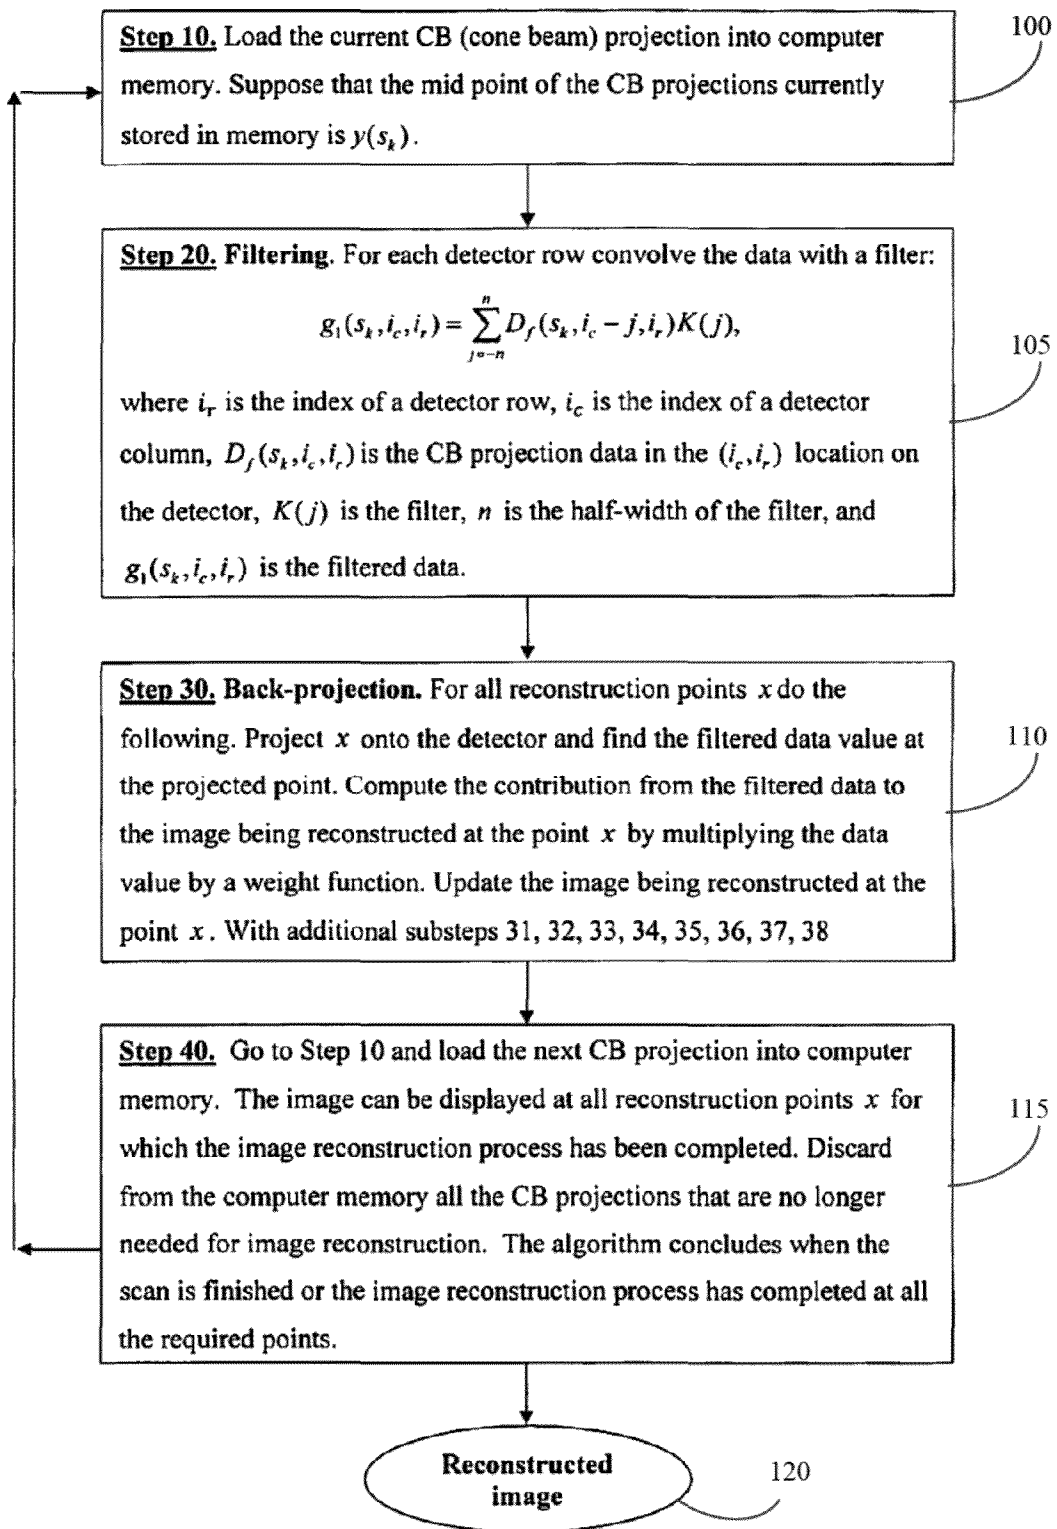 Step 10. Load the current CB (cone beam) projection into computer
memory. Suppose that the mid point of the CB projections currently
stored in memory is y(sₖ).
100
Step 20. Filtering. For each detector row convolve the data with a filter:
g₁(sₖ, i_c, i_r) = ∑_{j=-n}^{n} D_f(sₖ, i_c − j, i_r)K(j),
105
where i_r is the index of a detector row, i_c is the index of a detector
column, D_f(sₖ, i_c, i_r) is the CB projection data in the (i_c, i_r) location on
the detector, K(j) is the filter, n is the half-width of the filter, and
g₁(sₖ, i_c, i_r) is the filtered data.
Step 30. Back-projection. For all reconstruction points x do the
following. Project x onto the detector and find the filtered data value at
110
the projected point. Compute the contribution from the filtered data to
the image being reconstructed at the point x by multiplying the data
value by a weight function. Update the image being reconstructed at the
point x. With additional substeps 31, 32, 33, 34, 35, 36, 37, 38
Step 40. Go to Step 10 and load the next CB projection into computer
memory. The image can be displayed at all reconstruction points x for
115
which the image reconstruction process has been completed. Discard
from the computer memory all the CB projections that are no longer
needed for image reconstruction. The algorithm concludes when the
scan is finished or the image reconstruction process has completed at all
the required points.
Reconstructed
image
120